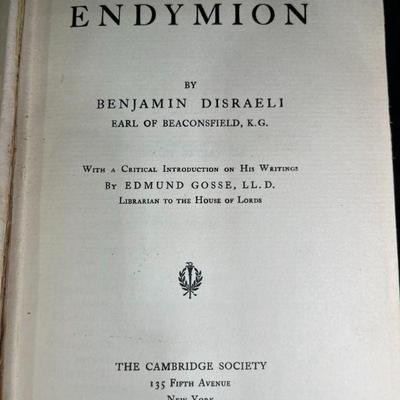 ENDYMION
BY
BENJAMIN DISRAELI
EARL OF BEACONSFIELD, K.G.
WITH A CRITICAL INTRODUCTION ON HIS WRITINGS
BY EDMUND GOSSE, LL.D.
LIBRARIAN TO THE HOUSE OF LORDS
THE CAMBRIDGE SOCIETY
135 FIFTH AVENUE
NEW YORK